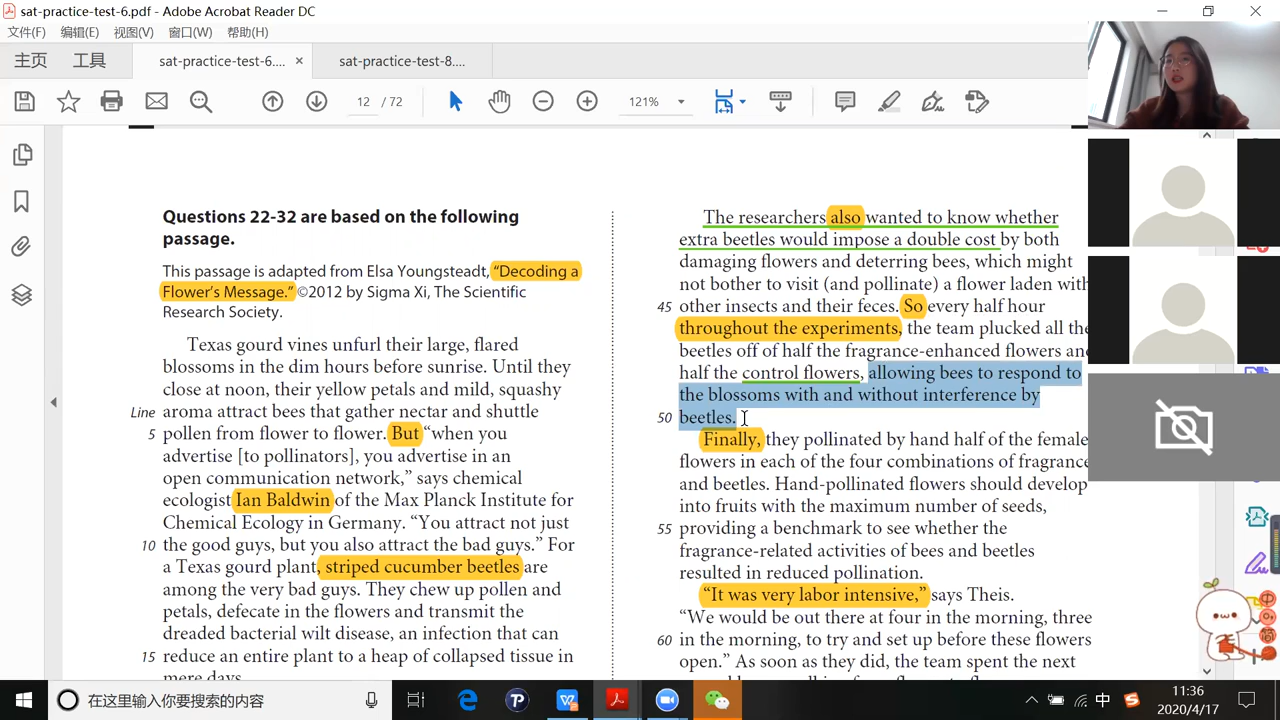 sat-practice-test-6.pdf - Adobe Acrobat Reader DC
文件(F) 编辑(E) 视图(V) 窗口(W) 帮助(H)
主页 工具 sat-practice-test-6.... × sat-practice-test-8....
12 / 72 121%
Questions 22-32 are based on the following
passage.
This passage is adapted from Elsa Youngsteadt, “Decoding a
Flower’s Message.” ©2012 by Sigma Xi, The Scientific
Research Society.
Texas gourd vines unfurl their large, flared
blossoms in the dim hours before sunrise. Until they
close at noon, their yellow petals and mild, squashy
Line aroma attract bees that gather nectar and shuttle
5 pollen from flower to flower. But “when you
advertise [to pollinators], you advertise in an
open communication network,” says chemical
ecologist Ian Baldwin of the Max Planck Institute for
Chemical Ecology in Germany. “You attract not just
10 the good guys, but you also attract the bad guys.” For
a Texas gourd plant, striped cucumber beetles are
among the very bad guys. They chew up pollen and
petals, defecate in the flowers and transmit the
dreaded bacterial wilt disease, an infection that can
15 reduce an entire plant to a heap of collapsed tissue in
mere days.
The researchers also wanted to know whether
extra beetles would impose a double cost by both
damaging flowers and deterring bees, which might
not bother to visit (and pollinate) a flower laden with
45 other insects and their feces. So every half hour
throughout the experiments, the team plucked all the
beetles off of half the fragrance-enhanced flowers and
half the control flowers, allowing bees to respond to
the blossoms with and without interference by
50 beetles.
Finally, they pollinated by hand half of the female
flowers in each of the four combinations of fragrance
and beetles. Hand-pollinated flowers should develop
into fruits with the maximum number of seeds,
55 providing a benchmark to see whether the
fragrance-related activities of bees and beetles
resulted in reduced pollination.
“It was very labor intensive,” says Theis.
“We would be out there at four in the morning, three
60 in the morning, to try and set up before these flowers
open.” As soon as they did, the team spent the next
在这里输入你要搜索的内容
中
11:36
2020/4/17